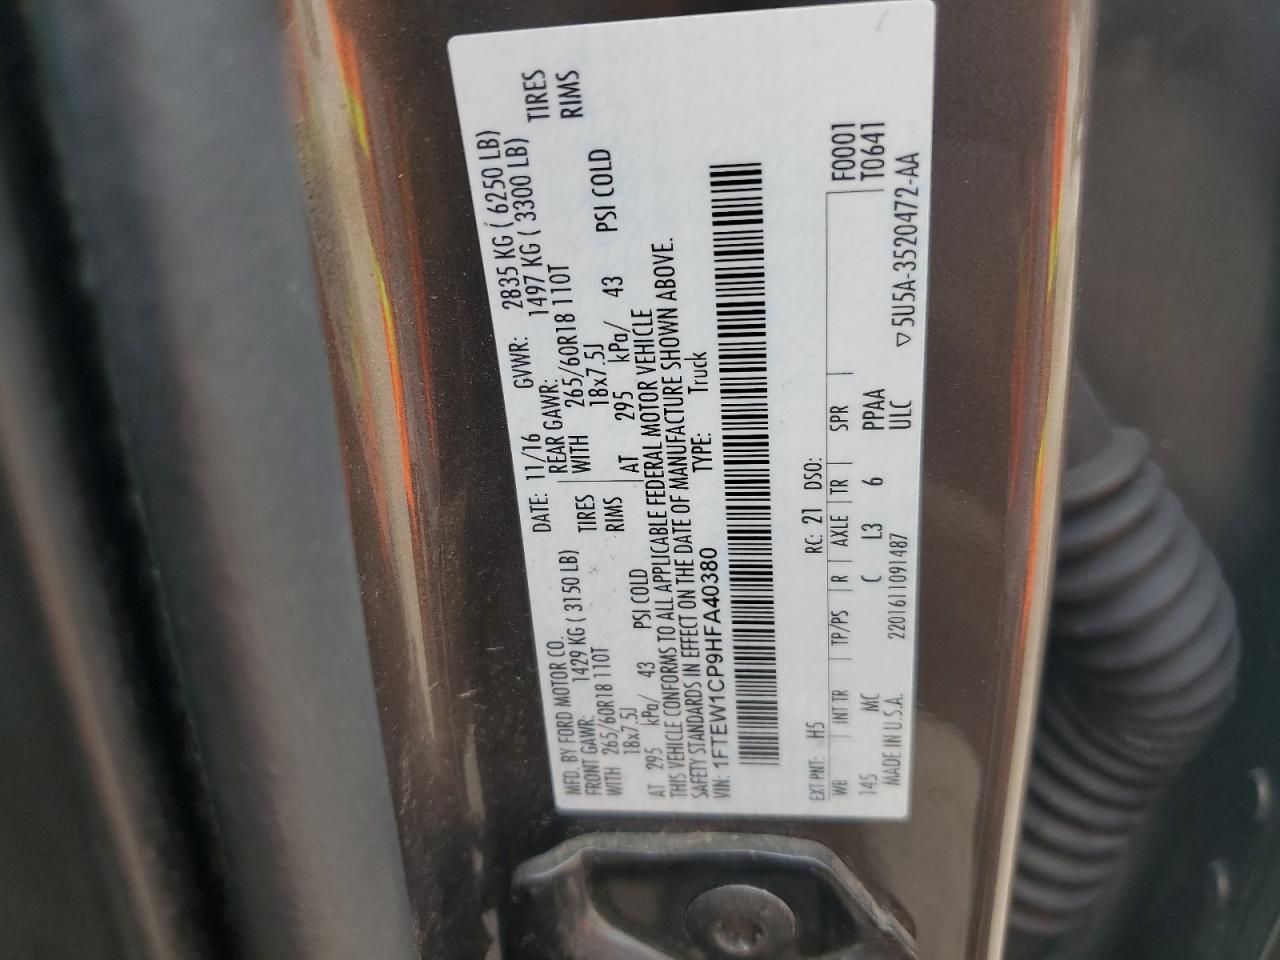 MFD. BY FORD MOTOR CO. DATE: 11/16 GVWR: 2835 KG ( 6250 LB)
FRONT GAWR: 1429 KG ( 3150 LB) REAR GAWR: 1497 KG ( 3300 LB)
WITH 265/60R18 110T TIRES WITH 265/60R18 110T TIRES
18x7.5J RIMS 18x7.5J RIMS
AT 295 kPa/ 43 PSI COLD AT 295 kPa/ 43 PSI COLD
THIS VEHICLE CONFORMS TO ALL APPLICABLE FEDERAL MOTOR VEHICLE
SAFETY STANDARDS IN EFFECT ON THE DATE OF MANUFACTURE SHOWN ABOVE.
VIN: 1FTEW1CP9HFA40380 TYPE: Truck
EXT PNT: H5 RC: 21 DSO: F0001
WB INT TR TP/PS R AXLE TR SPR T0641
145 MC C L3 6 PPAA
ULC
MADE IN U.S.A. 2201611091487 ▽5U5A-3520472-AA